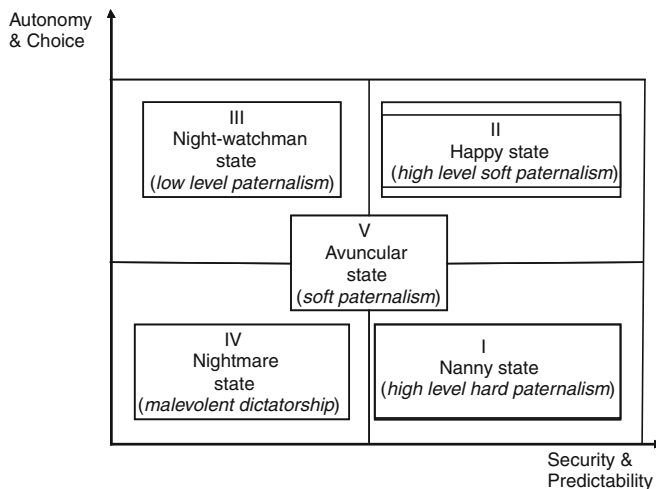 Autonomy
& Choice
III
Night-watchman
state
(low level paternalism)
II
Happy state
(high level soft paternalism)
V
Avuncular
state
(soft paternalism)
IV
Nightmare
state
(malevolent dictatorship)
I
Nanny state
(high level hard paternalism)
Security &
Predictability